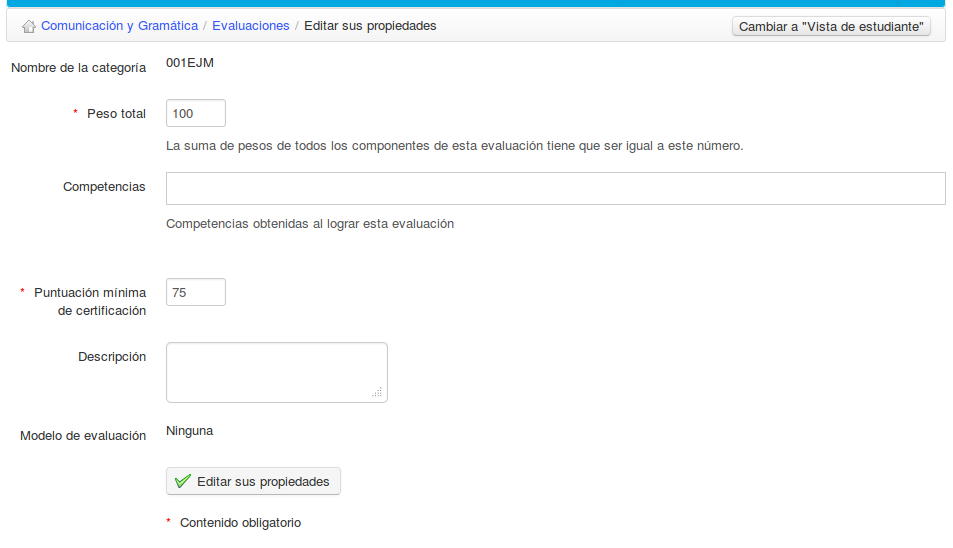 Comunicación y Gramática / Evaluaciones / Editar sus propiedades
Cambiar a "Vista de estudiante"
Nombre de la categoría 001EJM
* Peso total 100
La suma de pesos de todos los componentes de esta evaluación tiene que ser igual a este número.
Competencias
Competencias obtenidas al lograr esta evaluación
* Puntuación mínima
de certificación 75
Descripción
Modelo de evaluación Ninguna
Editar sus propiedades
* Contenido obligatorio